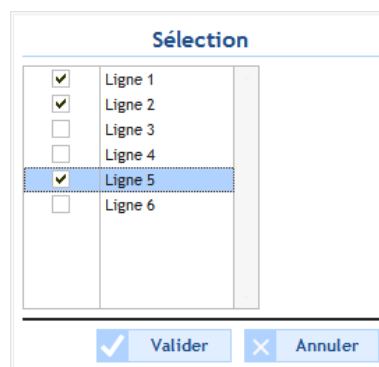 Sélection
Ligne 1
Ligne 2
Ligne 3
Ligne 4
Ligne 5
Ligne 6
Valider
Annuler